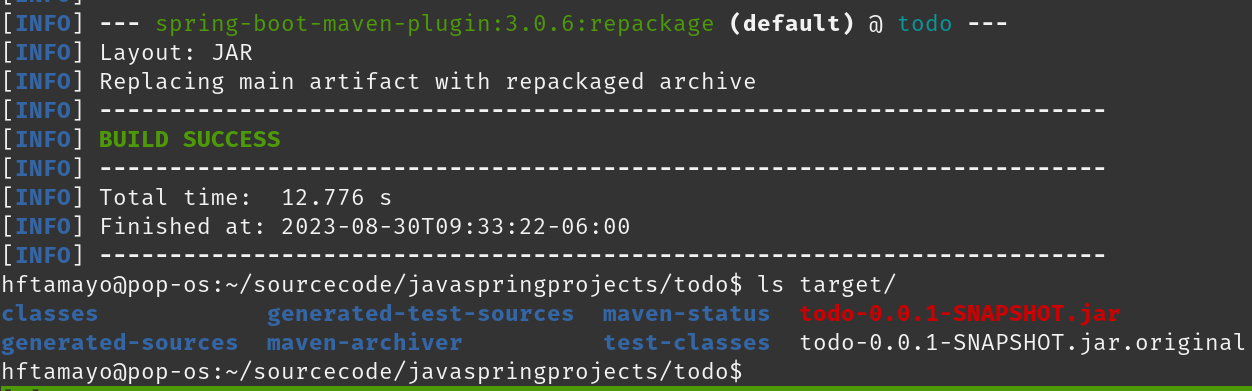 [INFO] --- spring-boot-maven-plugin:3.0.6:repackage (default) @ todo ---
[INFO] Layout: JAR
[INFO] Replacing main artifact with repackaged archive
[INFO] ------------------------------------------------------------------------
[INFO] BUILD SUCCESS
[INFO] ------------------------------------------------------------------------
[INFO] Total time:  12.776 s
[INFO] Finished at: 2023-08-30T09:33:22-06:00
[INFO] ------------------------------------------------------------------------
hftamayo@pop-os:~/sourcecode/javaspringprojects/todo$ ls target/
classes            generated-test-sources  maven-status  todo-0.0.1-SNAPSHOT.jar
generated-sources  maven-archiver          test-classes  todo-0.0.1-SNAPSHOT.jar.original
hftamayo@pop-os:~/sourcecode/javaspringprojects/todo$